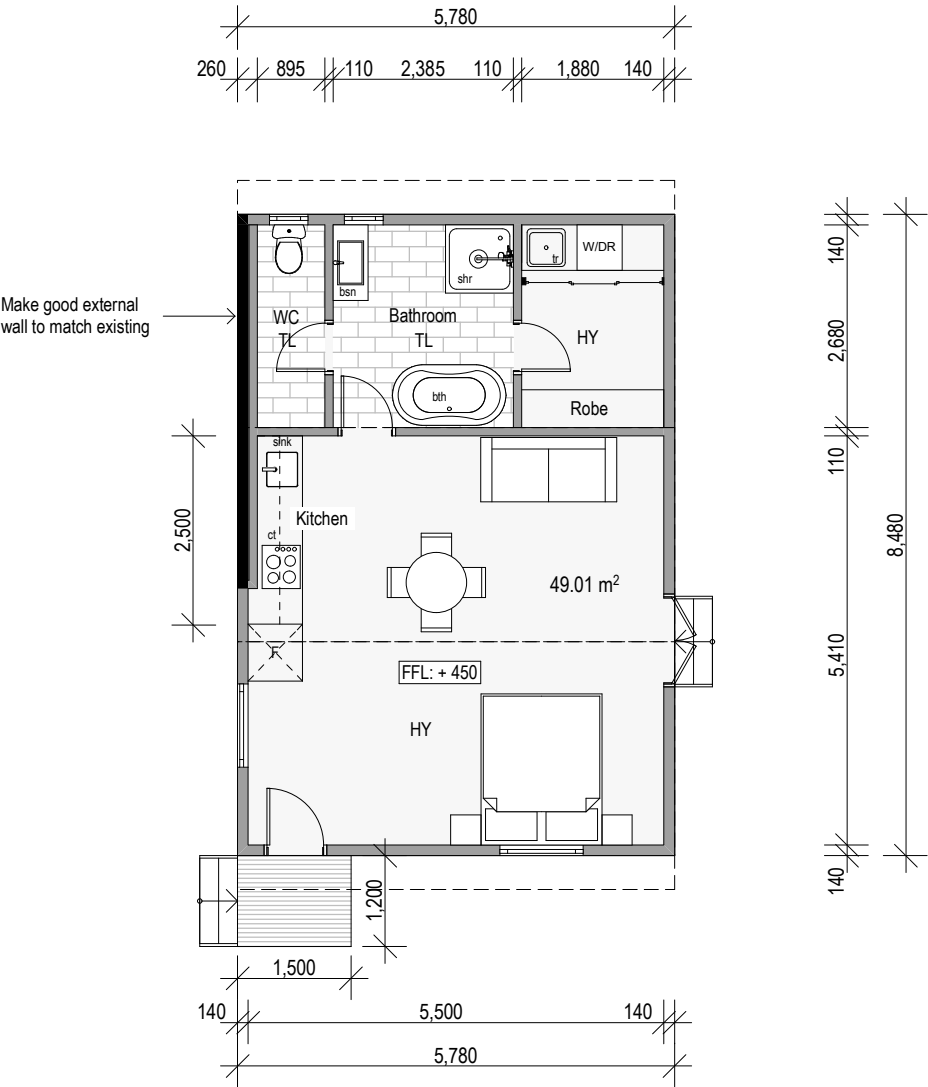 5,780
260 895 110 2,385 110 1,880 140
Make good external
wall to match existing
WC
TL
bsn
Bathroom
TL
shr
bth
tr
W/DR
HY
Robe
140
2,680
110
5,410
140
8,480
2,500
sink
Kitchen
ct
F
49.01 m²
FFL: + 450
HY
1,200
1,500
140 5,500 140
5,780